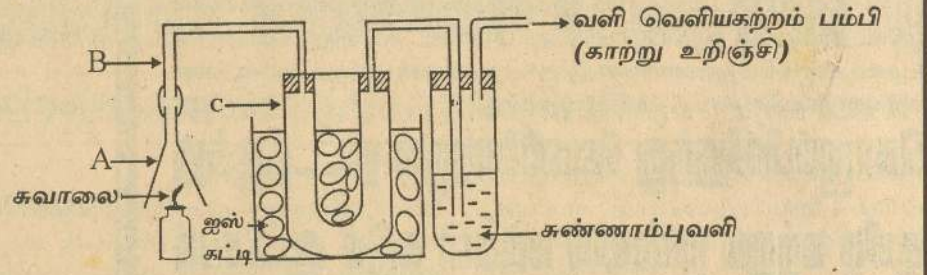 வளி வெளியகற்றம் பம்பி
(காற்று உறிஞ்சி)
B
c
A
சுவாலை
ஐஸ்
கட்டி
சுண்ணாம்புவளி